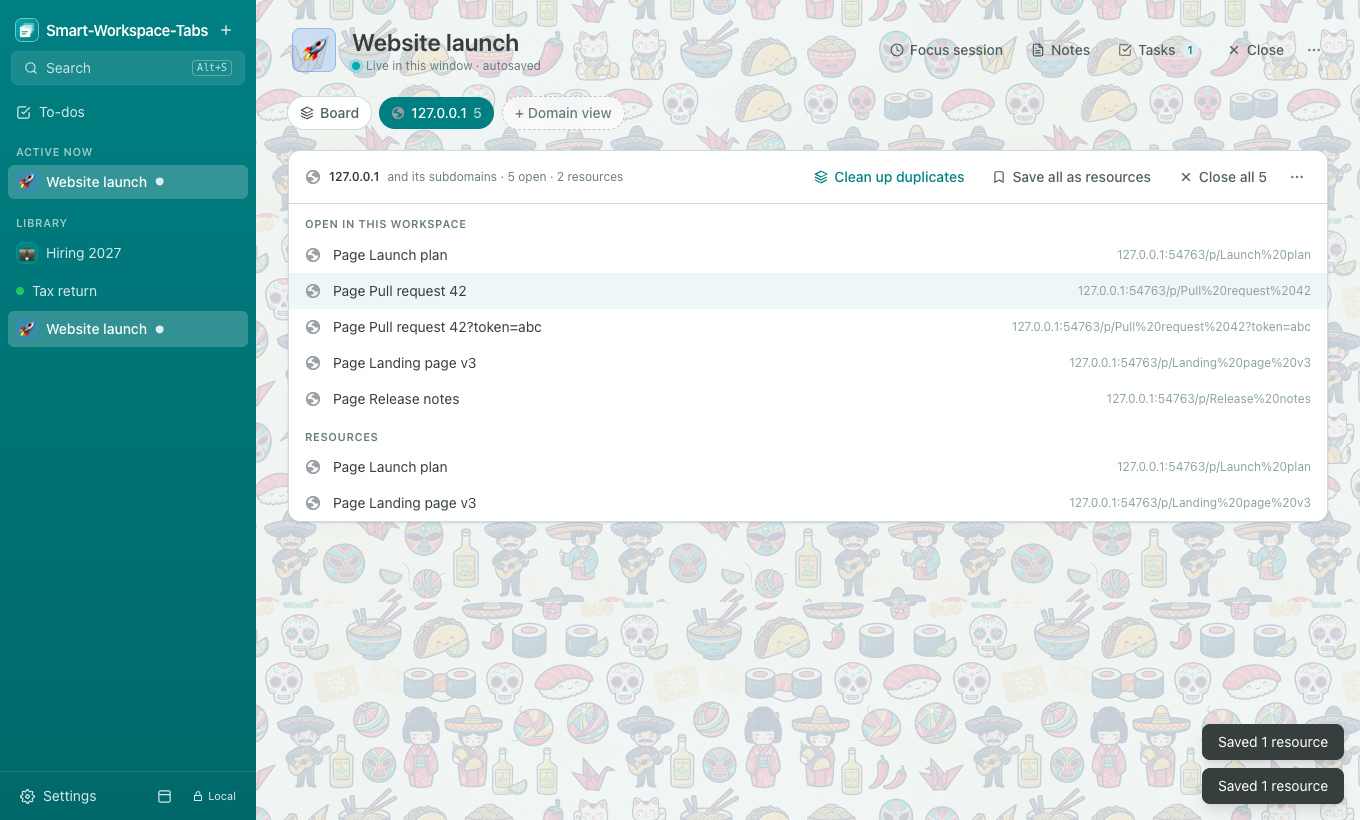 Smart-Workspace-Tabs +
Search Alt+S
To-dos
ACTIVE NOW
Website launch
LIBRARY
Hiring 2027
Tax return
Website launch
Settings
Local
Website launch
Live in this window · autosaved
Focus session
Notes
Tasks 1
Close
Board
127.0.0.1 5
+ Domain view
127.0.0.1 and its subdomains · 5 open · 2 resources
Clean up duplicates
Save all as resources
Close all 5
OPEN IN THIS WORKSPACE
Page Launch plan 127.0.0.1:54763/p/Launch%20plan
Page Pull request 42 127.0.0.1:54763/p/Pull%20request%2042
Page Pull request 42?token=abc 127.0.0.1:54763/p/Pull%20request%2042?token=abc
Page Landing page v3 127.0.0.1:54763/p/Landing%20page%20v3
Page Release notes 127.0.0.1:54763/p/Release%20notes
RESOURCES
Page Launch plan 127.0.0.1:54763/p/Launch%20plan
Page Landing page v3 127.0.0.1:54763/p/Landing%20page%20v3
Saved 1 resource
Saved 1 resource